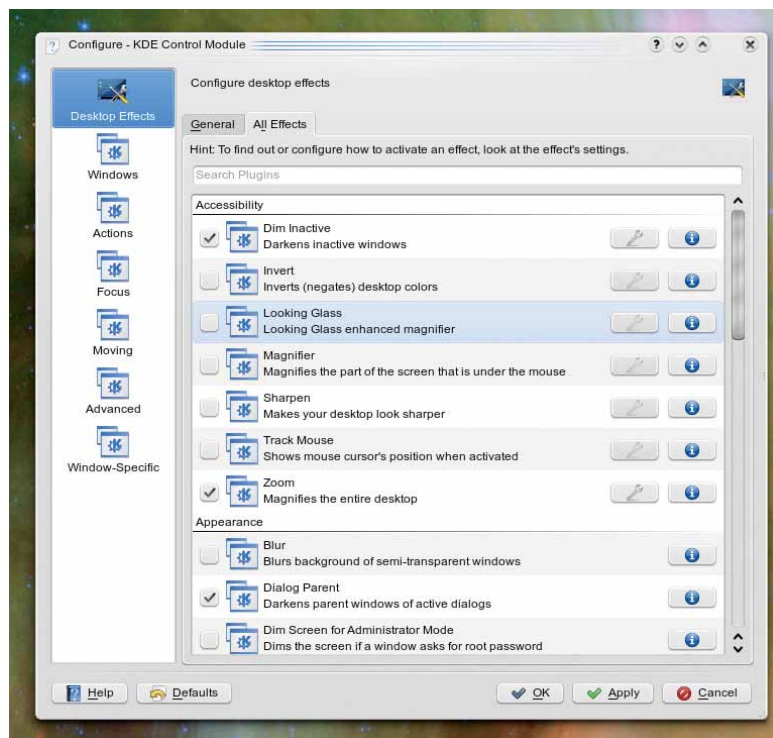 Configure - KDE Control Module
Desktop Effects
Windows
Actions
Focus
Moving
Advanced
Window-Specific
Configure desktop effects
General
All Effects
Hint: To find out or configure how to activate an effect, look at the effect's settings.
Search Plugins
Accessibility
Dim Inactive
Darkens inactive windows
Invert
Inverts (negates) desktop colors
Looking Glass
Looking Glass enhanced magnifier
Magnifier
Magnifies the part of the screen that is under the mouse
Sharpen
Makes your desktop look sharper
Track Mouse
Shows mouse cursor's position when activated
Zoom
Magnifies the entire desktop
Appearance
Blur
Blurs background of semi-transparent windows
Dialog Parent
Darkens parent windows of active dialogs
Dim Screen for Administrator Mode
Dims the screen if a window asks for root password
Help
Defaults
OK
Apply
Cancel